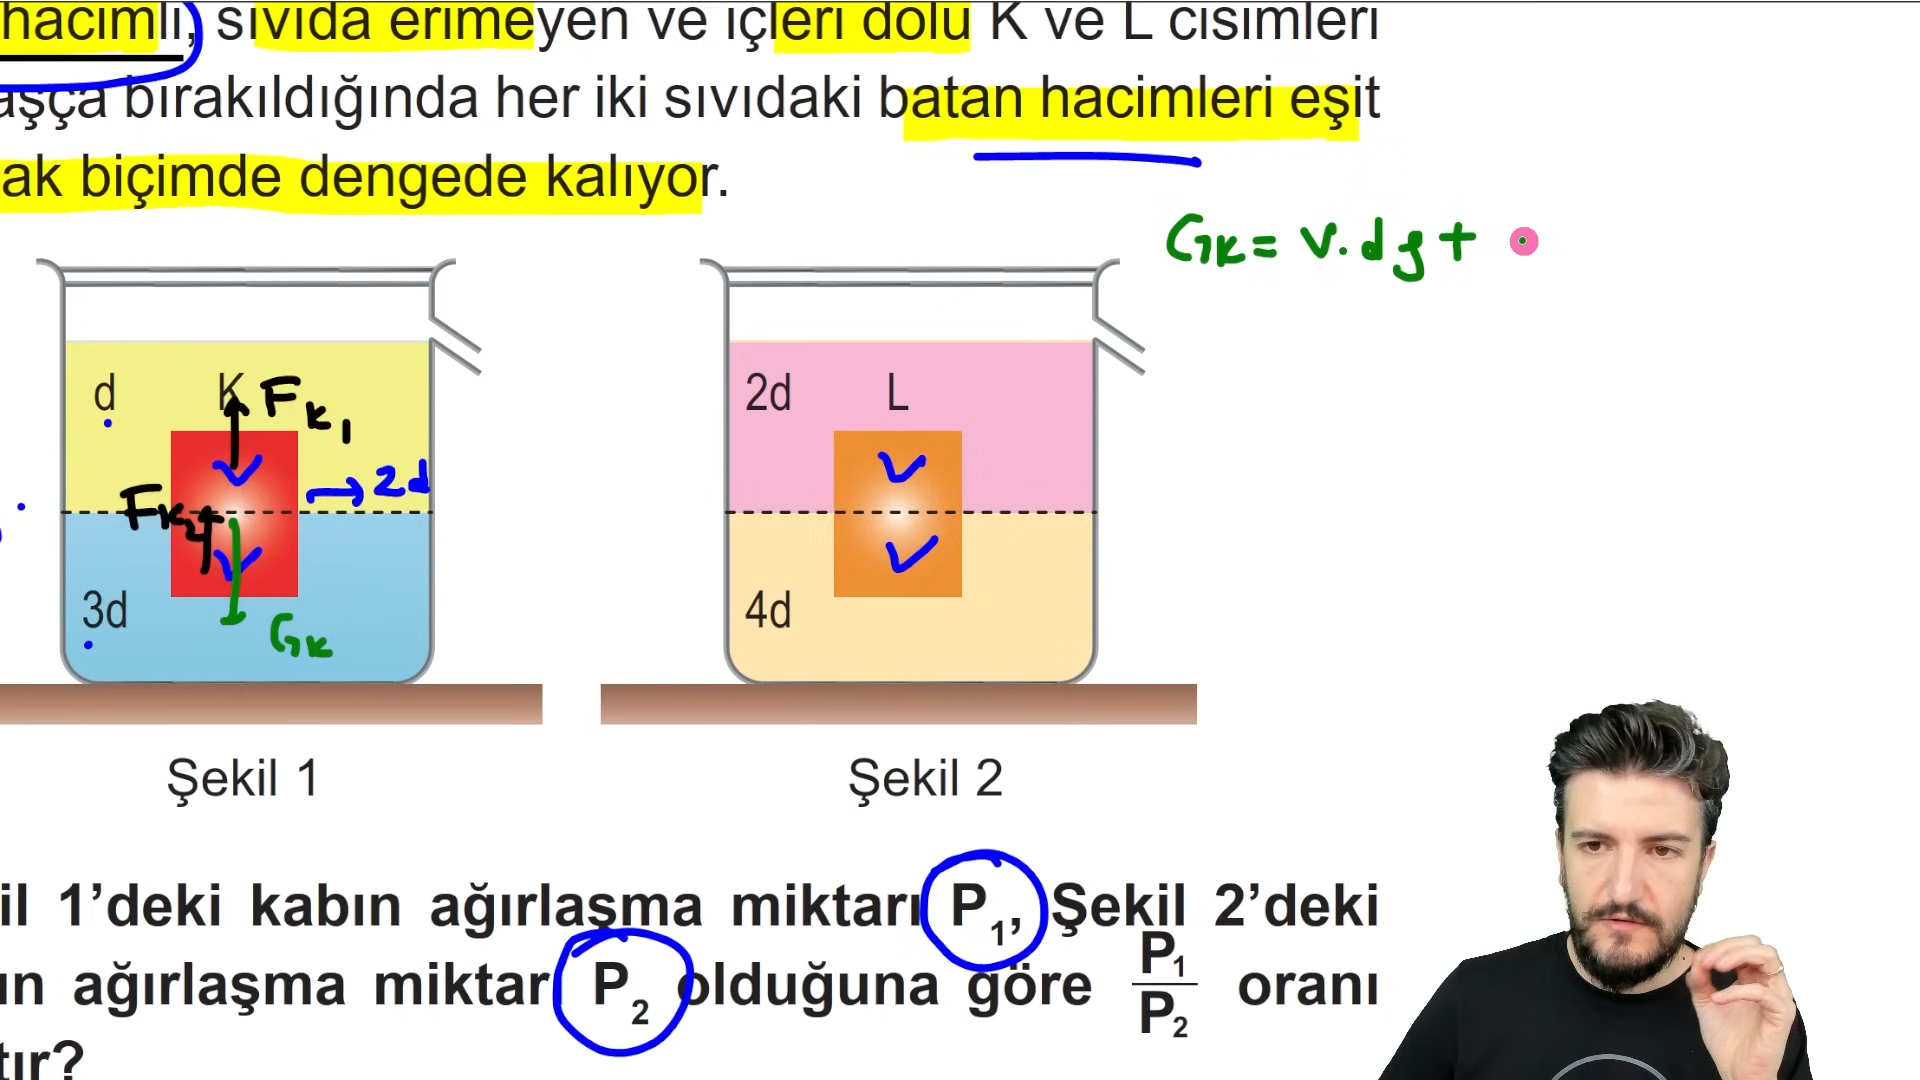 hacimli, sıvıda erimeyen ve içleri dolu K ve L cisimleri
aşça bırakıldığında her iki sıvıdaki batan hacimleri eşit
ak biçimde dengede kalıyor.
GK = V.dg +
d K FK1
V → 2d
FK2
V
3d GK
2d L
V
V
4d
Şekil 1 Şekil 2
il 1’deki kabın ağırlaşma miktarı P1, Şekil 2’deki
ın ağırlaşma miktar P2 olduğuna göre P1/P2 oranı
tır?